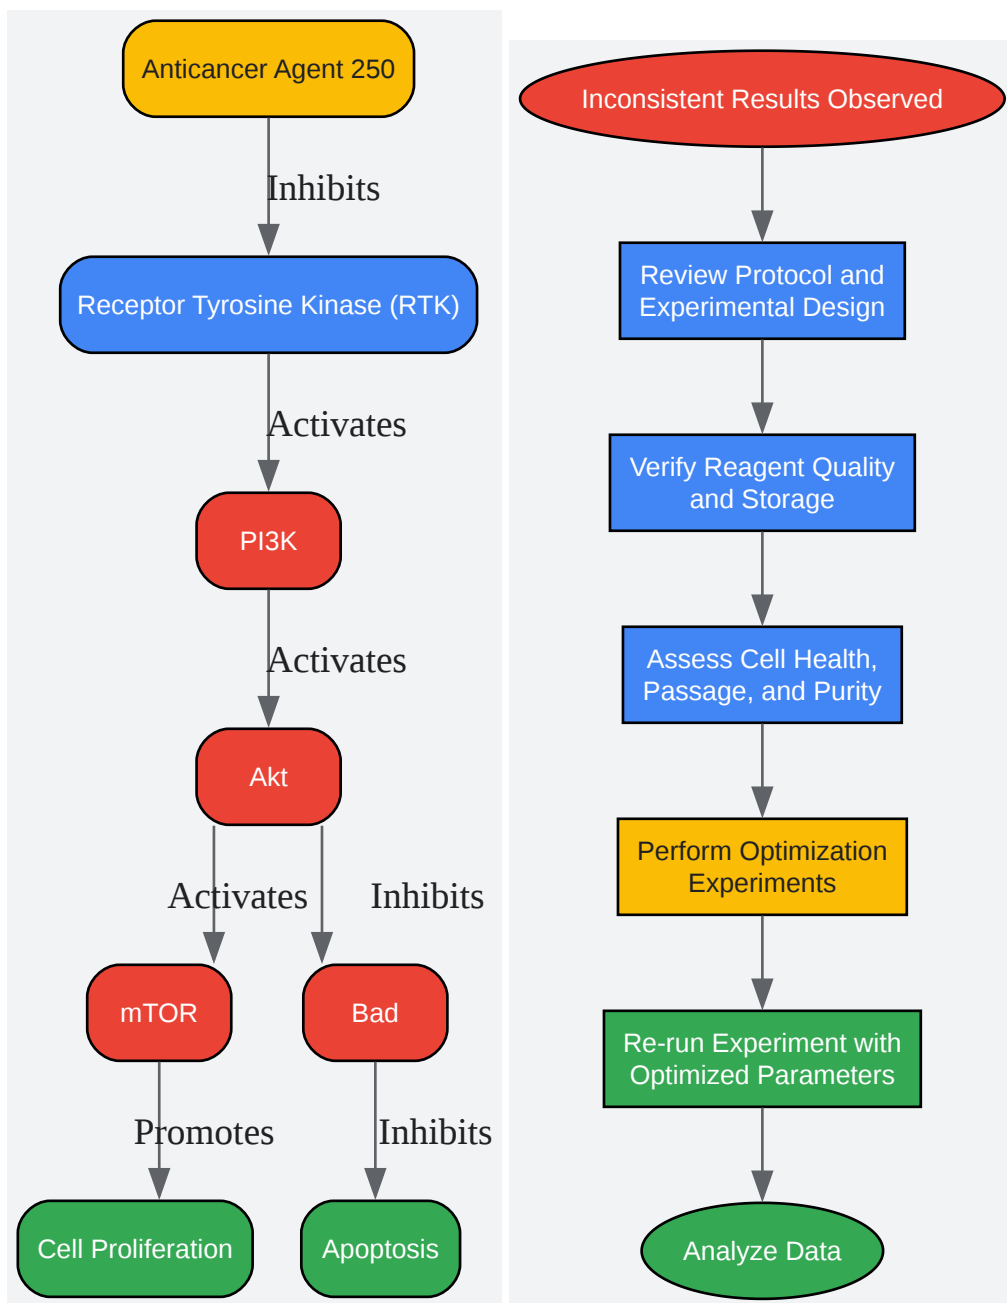 Anticancer Agent 250
Inhibits
Receptor Tyrosine Kinase (RTK)
Activates
PI3K
Activates
Akt
Activates
Inhibits
mTOR
Bad
Promotes
Inhibits
Cell Proliferation
Apoptosis
Inconsistent Results Observed
Review Protocol and
Experimental Design
Verify Reagent Quality
and Storage
Assess Cell Health,
Passage, and Purity
Perform Optimization
Experiments
Re-run Experiment with
Optimized Parameters
Analyze Data